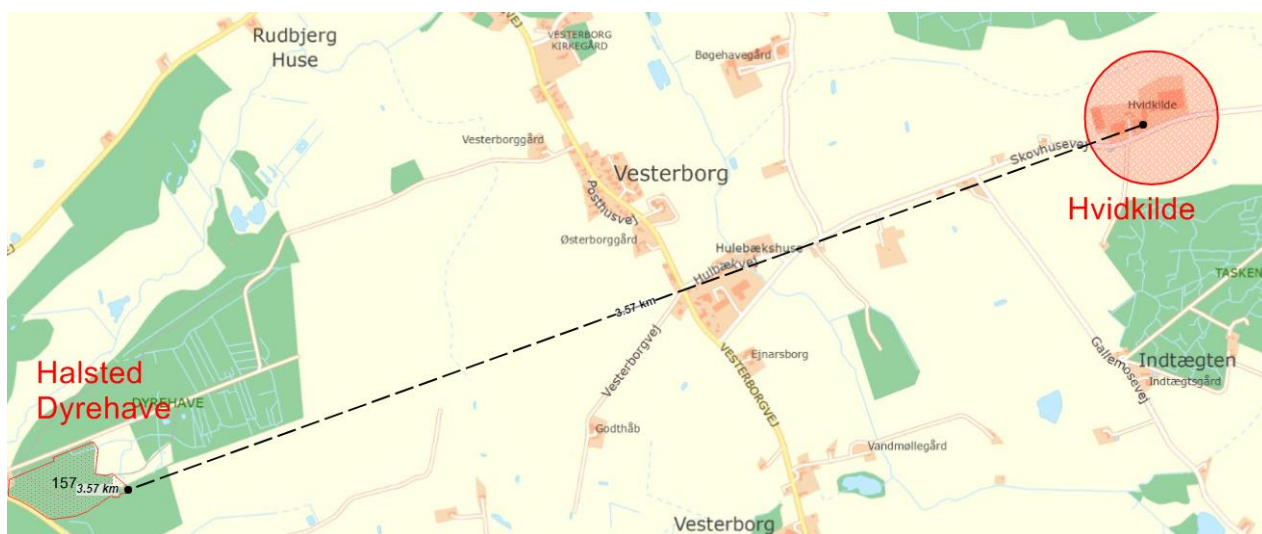 Rudbjerg
Huse
VEJ
VESTERBORG
KIRKEGÅRD
Bøgehavegård
Hvidkilde
Vesterborggård
Skovhusevej
Vesterborg
Posthusvej
Hvidkilde
Østerborggård
Hulebækshuse
Hulbækvej
TASKEN
3.57 km
Vesterborgvej
Ejnarsborg
VESTERBORGVEJ
Gallemosevej
Indtægten
Indtægtsgård
Halsted
Dyrehave
DYREHAVE
Godthåb
Vandmøllegård
157
3.57 km
Vesterborg